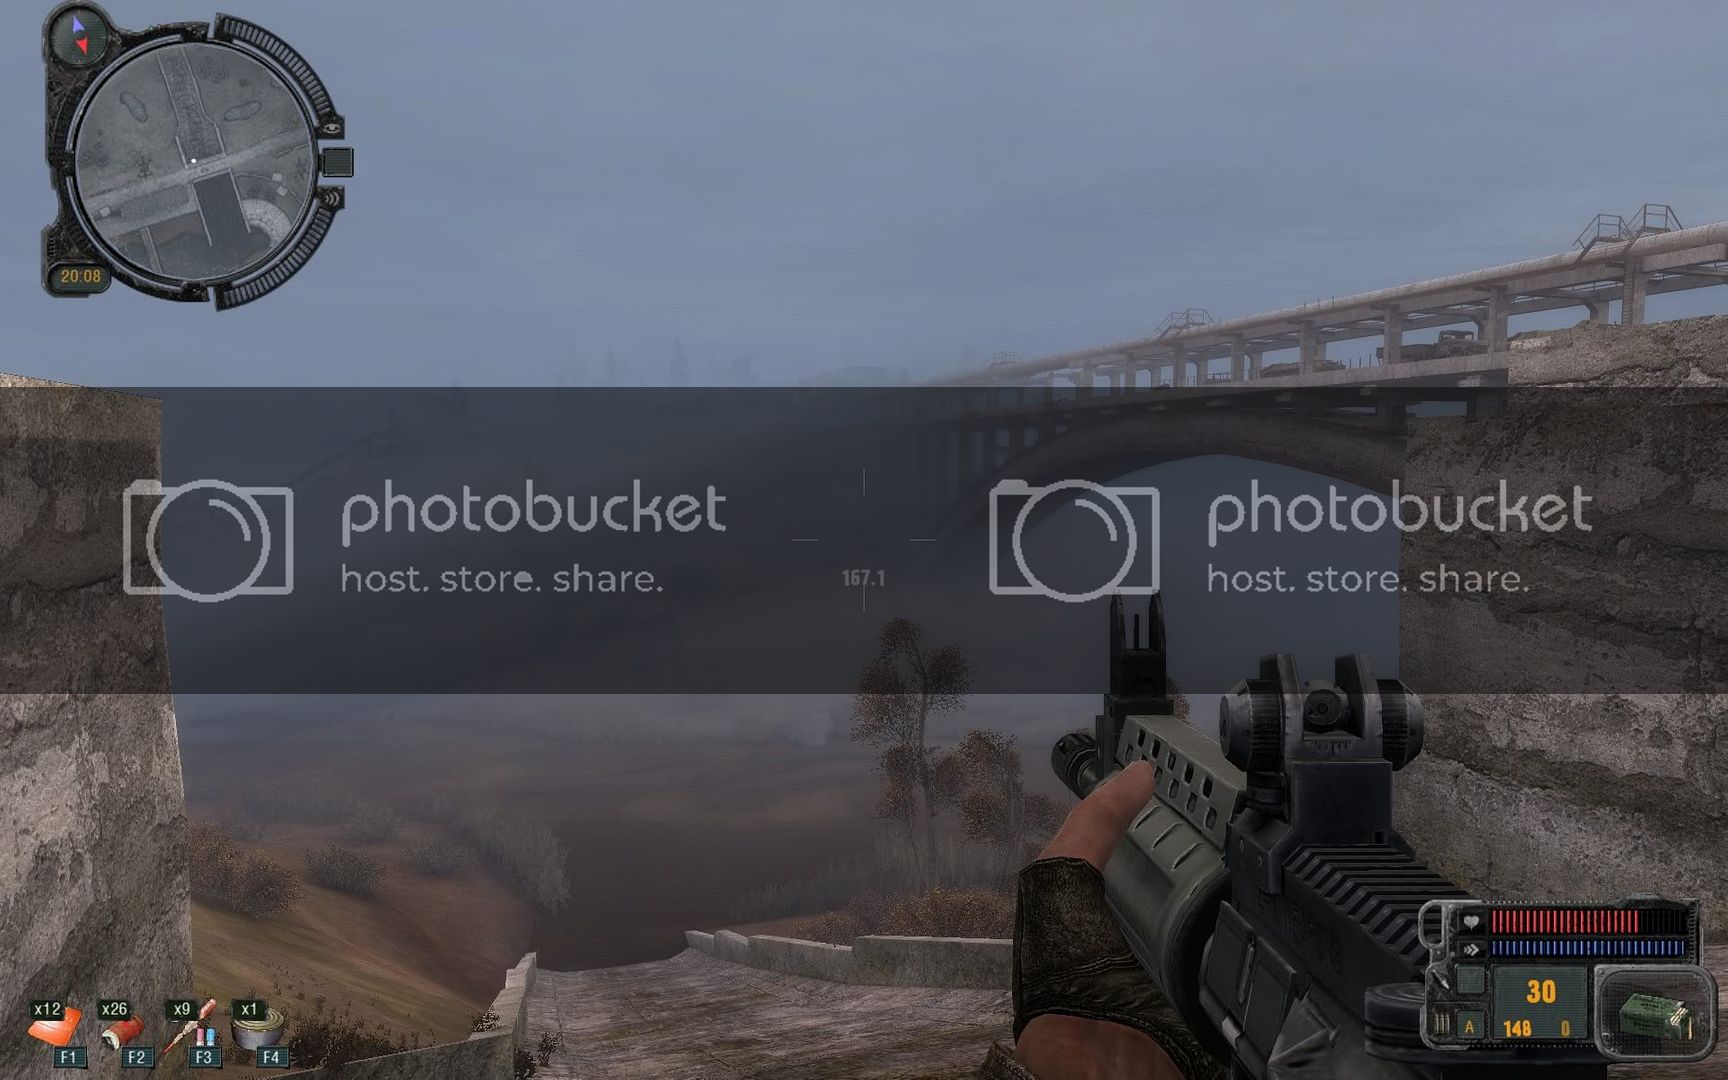 20:08
photobucket
host. store. share.
photobucket
host. store. share.
167.1
x12
x26
x9
x1
F1
F2
F3
F4
30
A
148
0